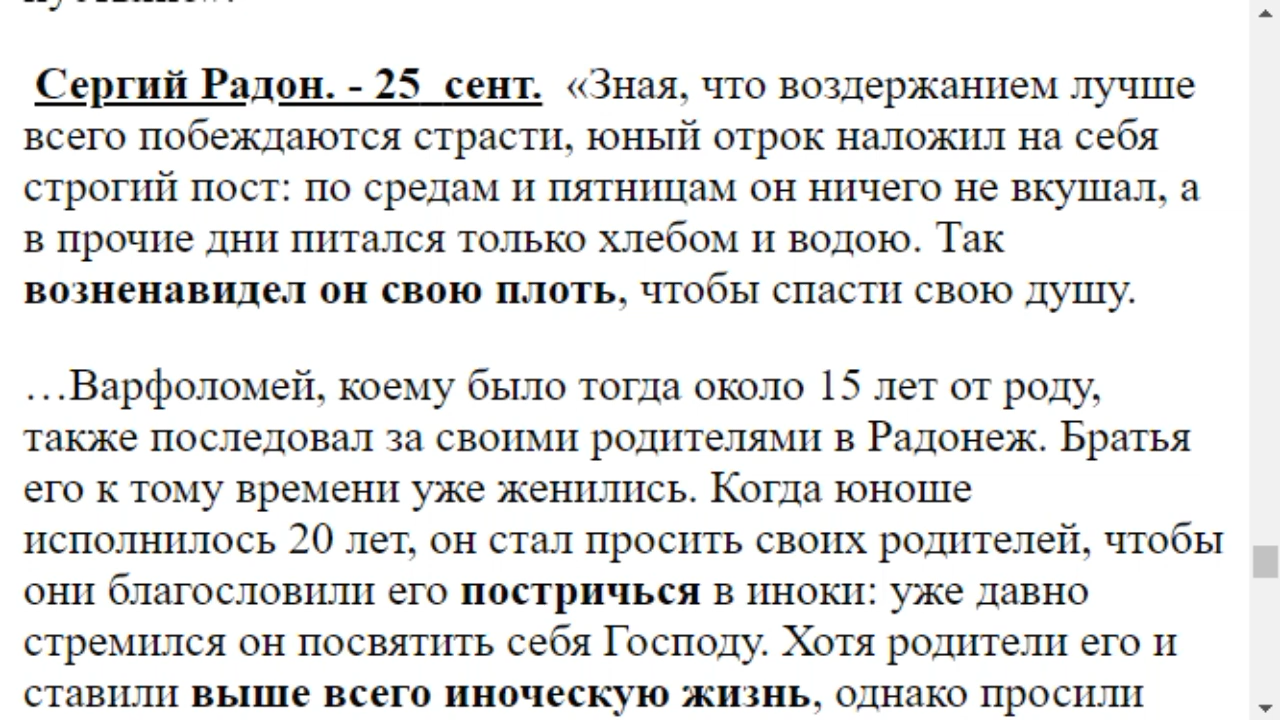 Сергий Радон. - 25 сент. «Зная, что воздержанием лучше
всего побеждаются страсти, юный отрок наложил на себя
строгий пост: по средам и пятницам он ничего не вкушал, а
в прочие дни питался только хлебом и водою. Так
возненавидел он свою плоть, чтобы спасти свою душу.
…Варфоломей, коему было тогда около 15 лет от роду,
также последовал за своими родителями в Радонеж. Братья
его к тому времени уже женились. Когда юноше
исполнилось 20 лет, он стал просить своих родителей, чтобы
они благословили его постричься в иноки: уже давно
стремился он посвятить себя Господу. Хотя родители его и
ставили выше всего иноческую жизнь, однако просили